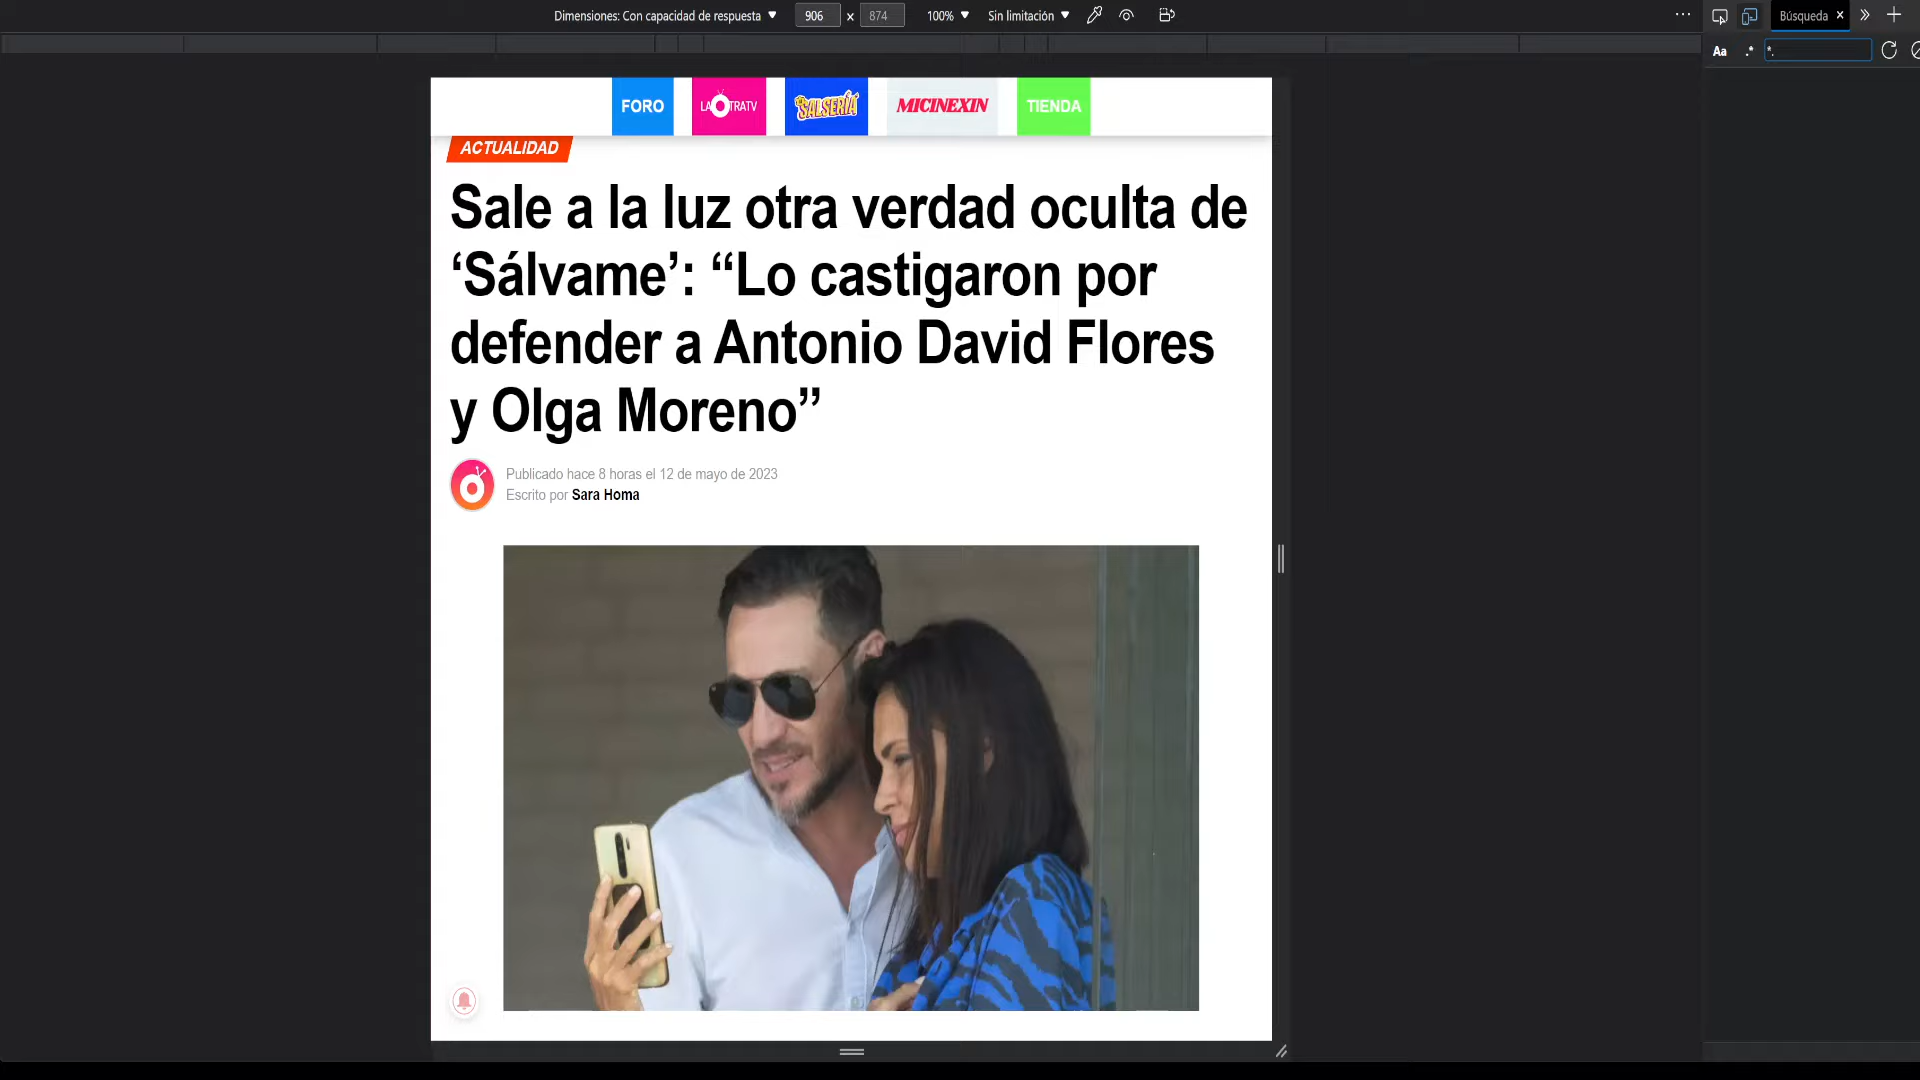 Dimensiones: Con capacidad de respuesta 906 x 874 100% Sin limitación
Búsqueda
Aa .* *.
FORO LA OTRATV SALSERÍA MICINEXIN TIENDA
ACTUALIDAD
Sale a la luz otra verdad oculta de
‘Sálvame’: “Lo castigaron por
defender a Antonio David Flores
y Olga Moreno”
Publicado hace 8 horas el 12 de mayo de 2023
Escrito por Sara Homa